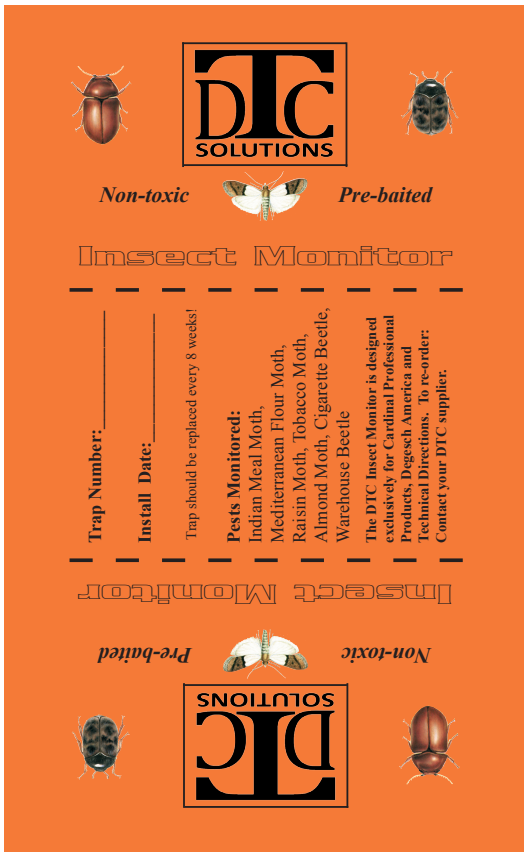 DTC
SOLUTIONS
Non-toxic Pre-baited
Insect Monitor
Trap Number:____________
Install Date:____________
Trap should be replaced every 8 weeks!
Pests Monitored:
Indian Meal Moth,
Mediterranean Flour Moth,
Raisin Moth, Tobacco Moth,
Almond Moth, Cigarette Beetle,
Warehouse Beetle
The DTC Insect Monitor is designed
exclusively for Cardinal Professional
Products, Degesch America and
Technical Directions. To re-order:
Contact your DTC supplier.
Insect Monitor
Non-toxic Pre-baited
DTC
SOLUTIONS